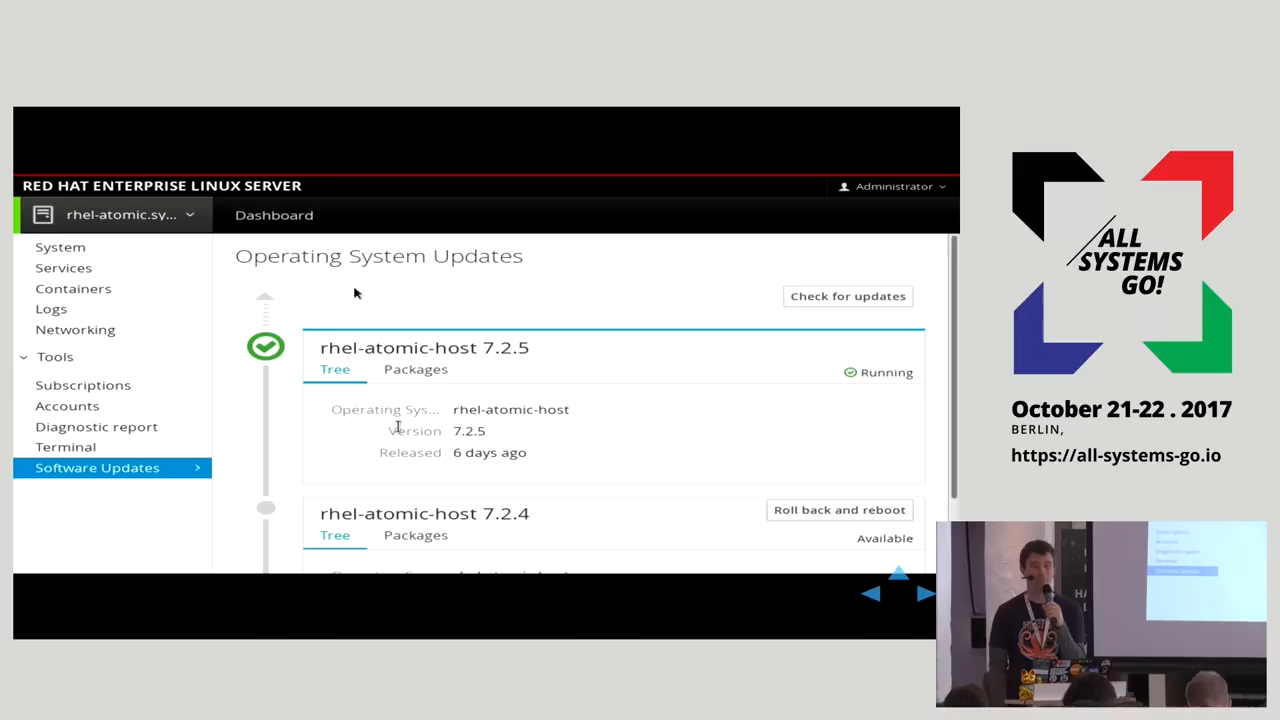 RED HAT ENTERPRISE LINUX SERVER
Administrator
rhel-atomic.sy...
Dashboard
System
Services
Containers
Logs
Networking
Tools
Subscriptions
Accounts
Diagnostic report
Terminal
Software Updates
Operating System Updates
Check for updates
rhel-atomic-host 7.2.5
Tree Packages
Running
Operating Sys... rhel-atomic-host
Version 7.2.5
Released 6 days ago
rhel-atomic-host 7.2.4
Roll back and reboot
Tree Packages
Available
ALL
SYSTEMS
GO!
October 21-22 . 2017
BERLIN,
https://all-systems-go.io